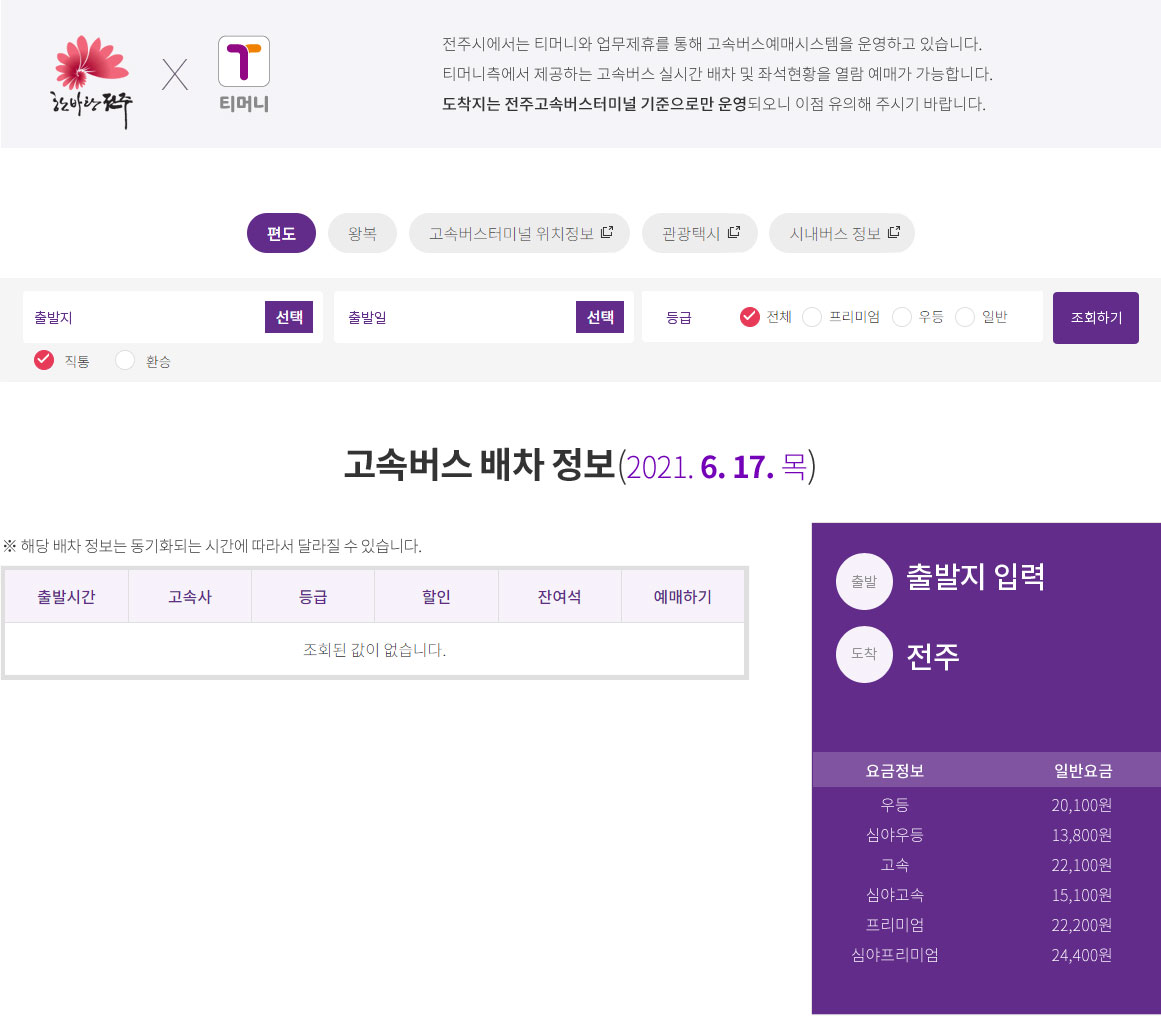 한바탕 전주
티머니
전주시에서는 티머니와 업무제휴를 통해 고속버스예매시스템을 운영하고 있습니다.
티머니측에서 제공하는 고속버스 실시간 배차 및 좌석현황을 열람 예매가 가능합니다.
도착지는 전주고속버스터미널 기준으로만 운영되오니 이점 유의해 주시기 바랍니다.
편도 왕복 고속버스터미널 위치정보 관광택시 시내버스 정보
출발지 선택 출발일 선택 등급 전체 프리미엄 우등 일반 조회하기
직통 환승
고속버스 배차 정보(2021. 6. 17. 목)
※ 해당 배차 정보는 동기화되는 시간에 따라서 달라질 수 있습니다.
출발시간 고속사 등급 할인 잔여석 예매하기
조회된 값이 없습니다.
출발 출발지 입력
도착 전주
요금정보 일반요금
우등 20,100원
심야우등 13,800원
고속 22,100원
심야고속 15,100원
프리미엄 22,200원
심야프리미엄 24,400원